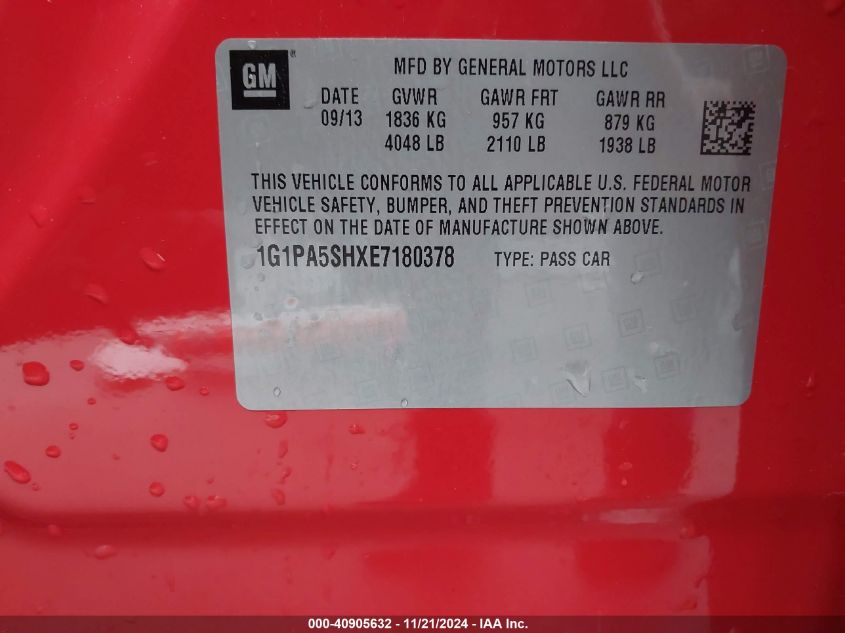 GM ®
MFD BY GENERAL MOTORS LLC
DATE GVWR GAWR FRT GAWR RR
09/13 1836 KG 957 KG 879 KG
4048 LB 2110 LB 1938 LB
THIS VEHICLE CONFORMS TO ALL APPLICABLE U.S. FEDERAL MOTOR
VEHICLE SAFETY, BUMPER, AND THEFT PREVENTION STANDARDS IN
EFFECT ON THE DATE OF MANUFACTURE SHOWN ABOVE.
1G1PA5SHXE7180378 TYPE: PASS CAR
000-40905632 - 11/21/2024 - IAA Inc.